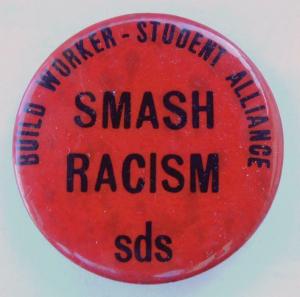 BUILD WORKER-STUDENT ALLIANCE
SMASH
RACISM
sds